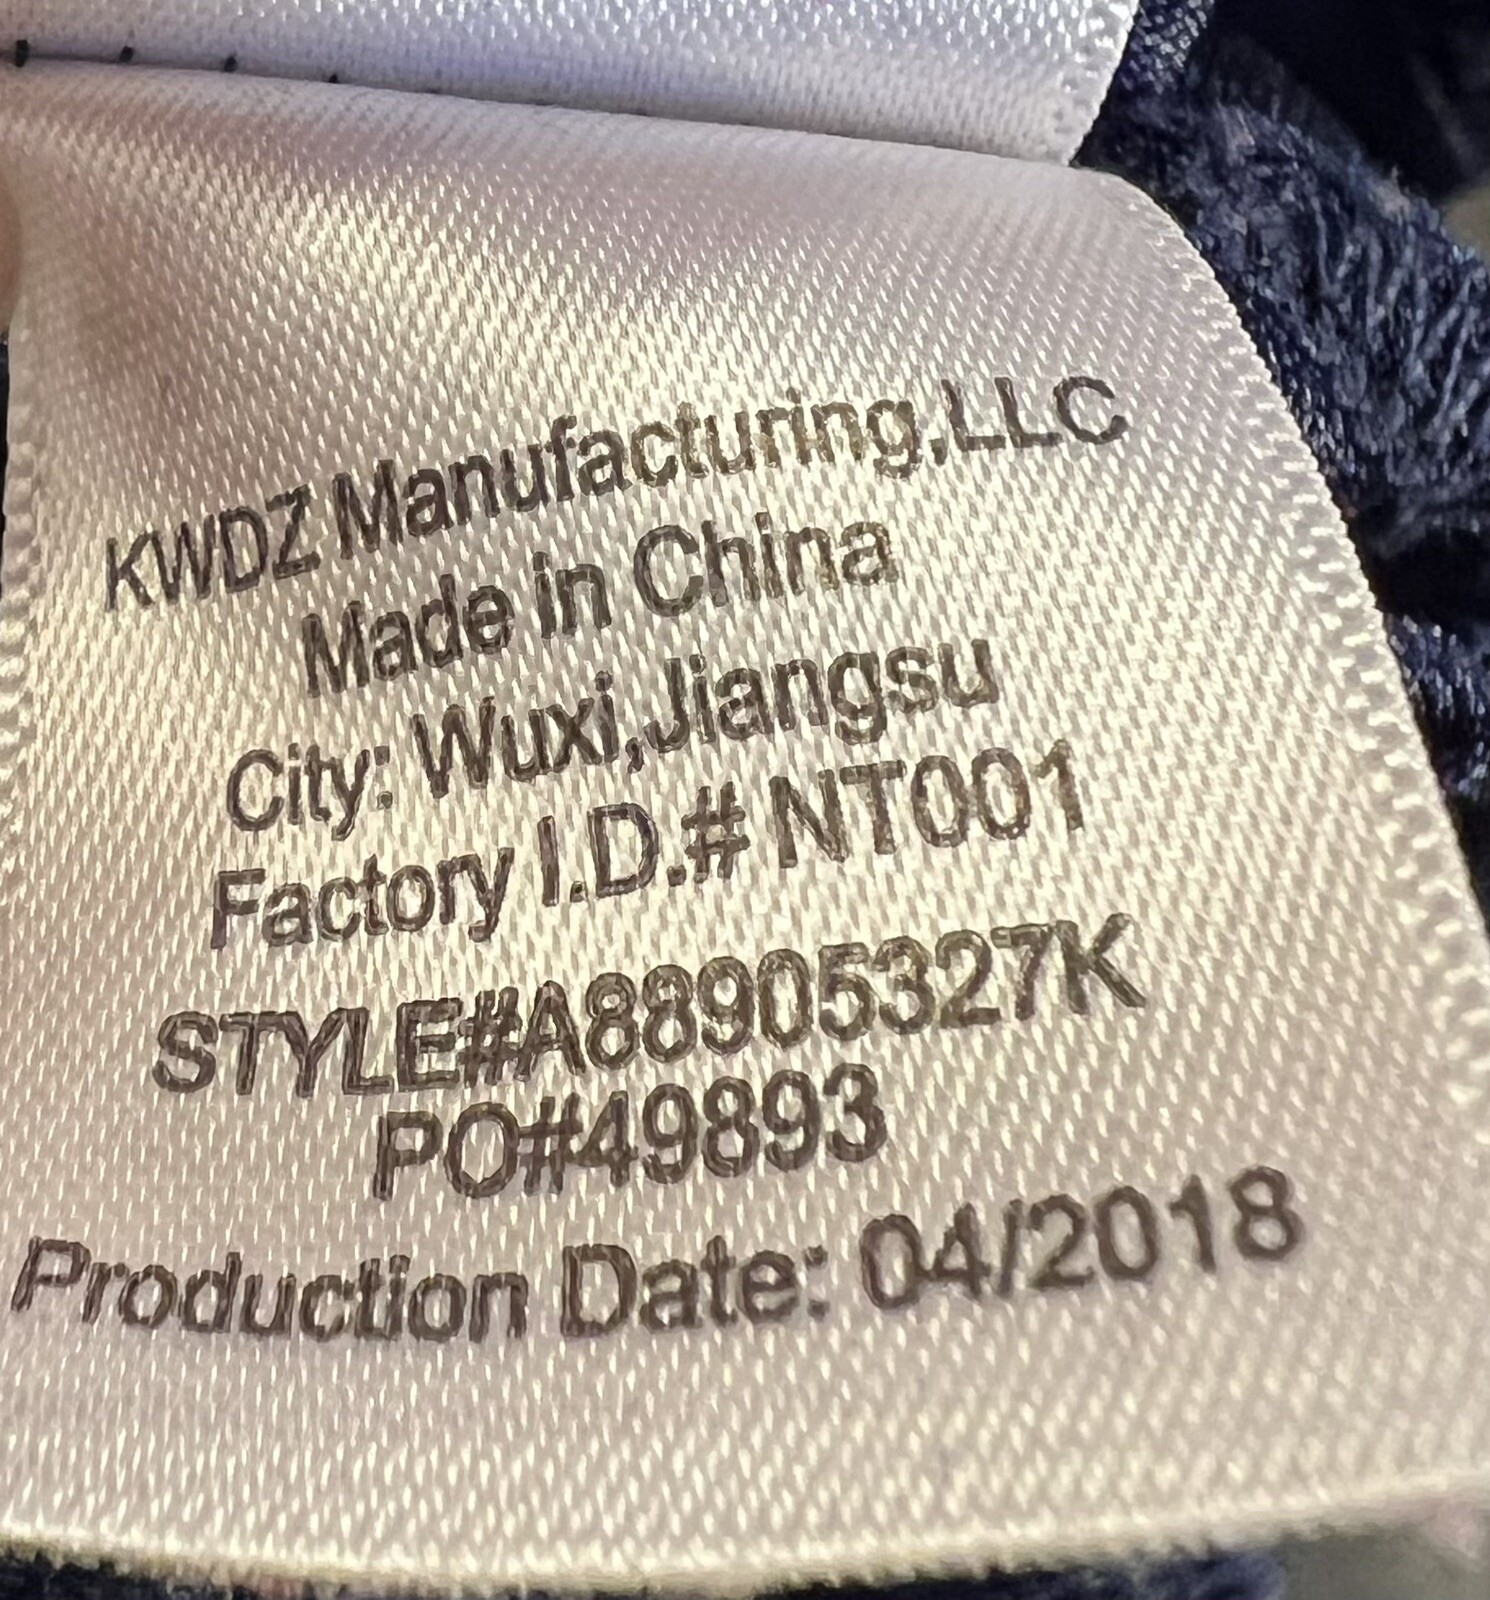 KWDZ Manufacturing,LLC
Made in China
City: Wuxi,Jiangsu
Factory I.D.# NT001
STYLE#A88905327K
PO#49893
Production Date: 04/2018